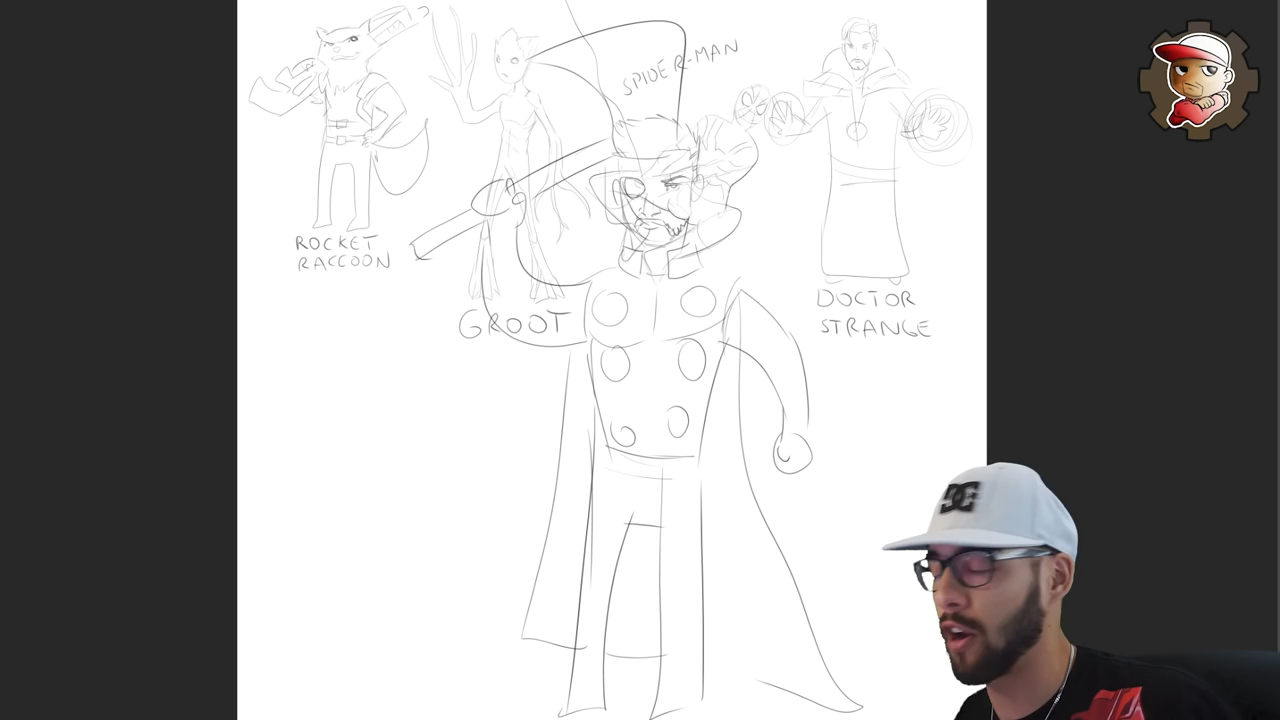 SPIDER-MAN
ROCKET
RACCOON
GROOT
DOCTOR
STRANGE
DC